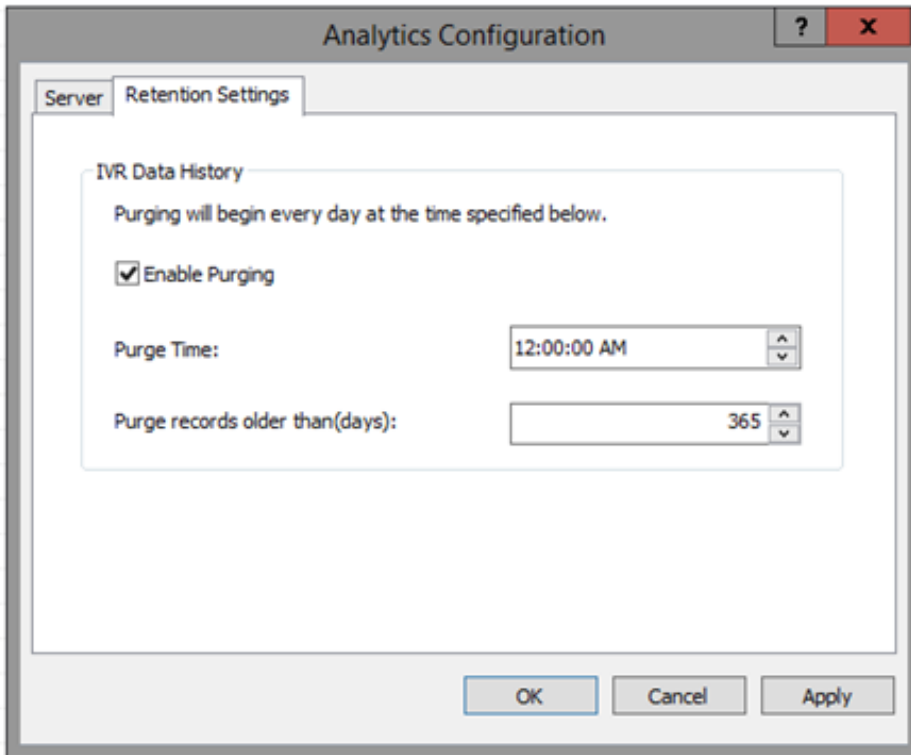 Analytics Configuration
? x
Server Retention Settings
IVR Data History
Purging will begin every day at the time specified below.
Enable Purging
Purge Time: 12:00:00 AM
Purge records older than(days): 365
OK Cancel Apply